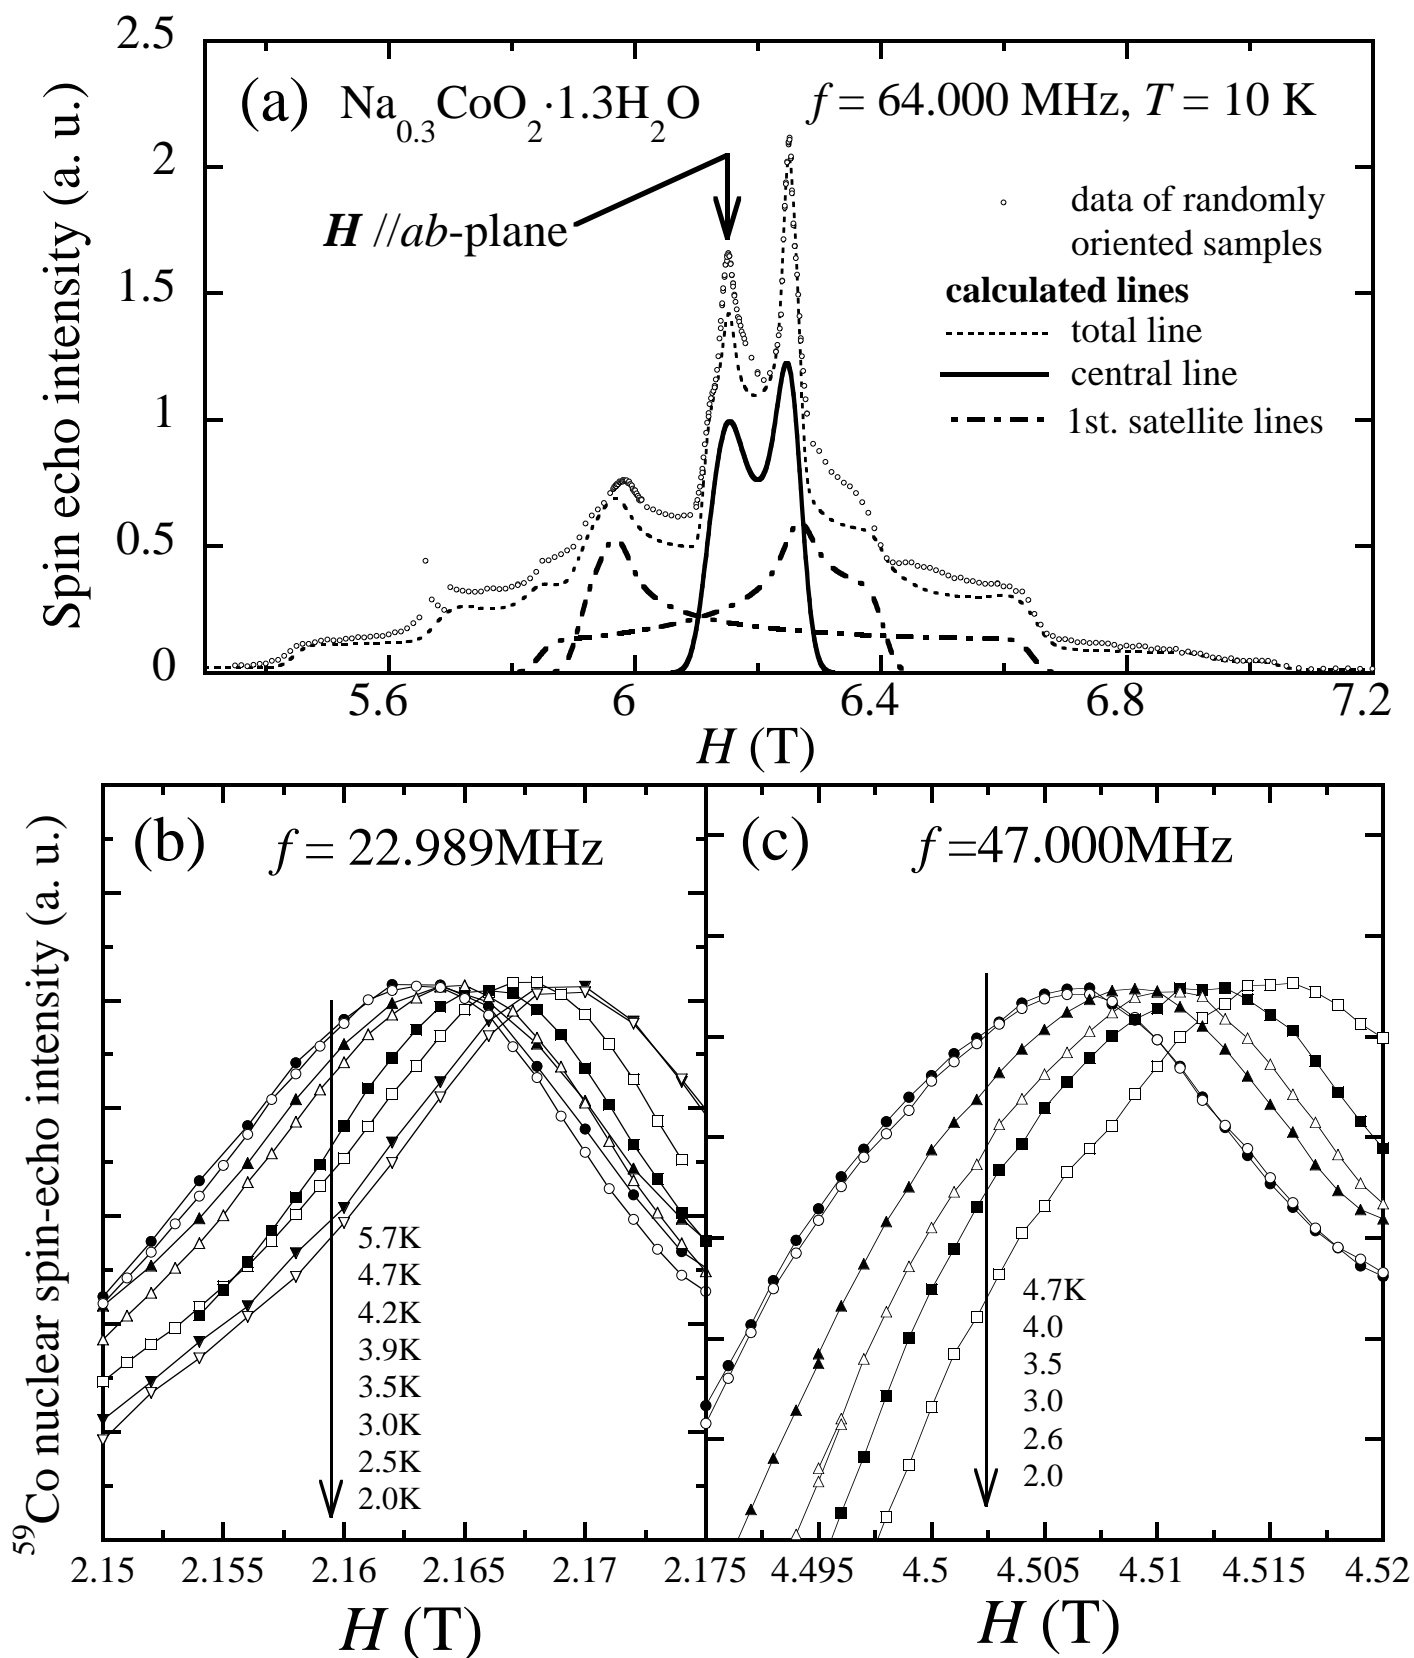 2.5
2
1.5
1
0.5
0
Spin echo intensity (a. u.)
(a) Na0.3CoO2·1.3H2O
f = 64.000 MHz, T = 10 K
H //ab-plane
data of randomly
oriented samples
calculated lines
total line
central line
1st. satellite lines
5.6 6 6.4 6.8 7.2
H (T)
59Co nuclear spin-echo intensity (a. u.)
(b) f = 22.989MHz
5.7K
4.7K
4.2K
3.9K
3.5K
3.0K
2.5K
2.0K
2.15 2.155 2.16 2.165 2.17 2.175
H (T)
(c) f =47.000MHz
4.7K
4.0
3.5
3.0
2.6
2.0
4.495 4.5 4.505 4.51 4.515 4.52
H (T)